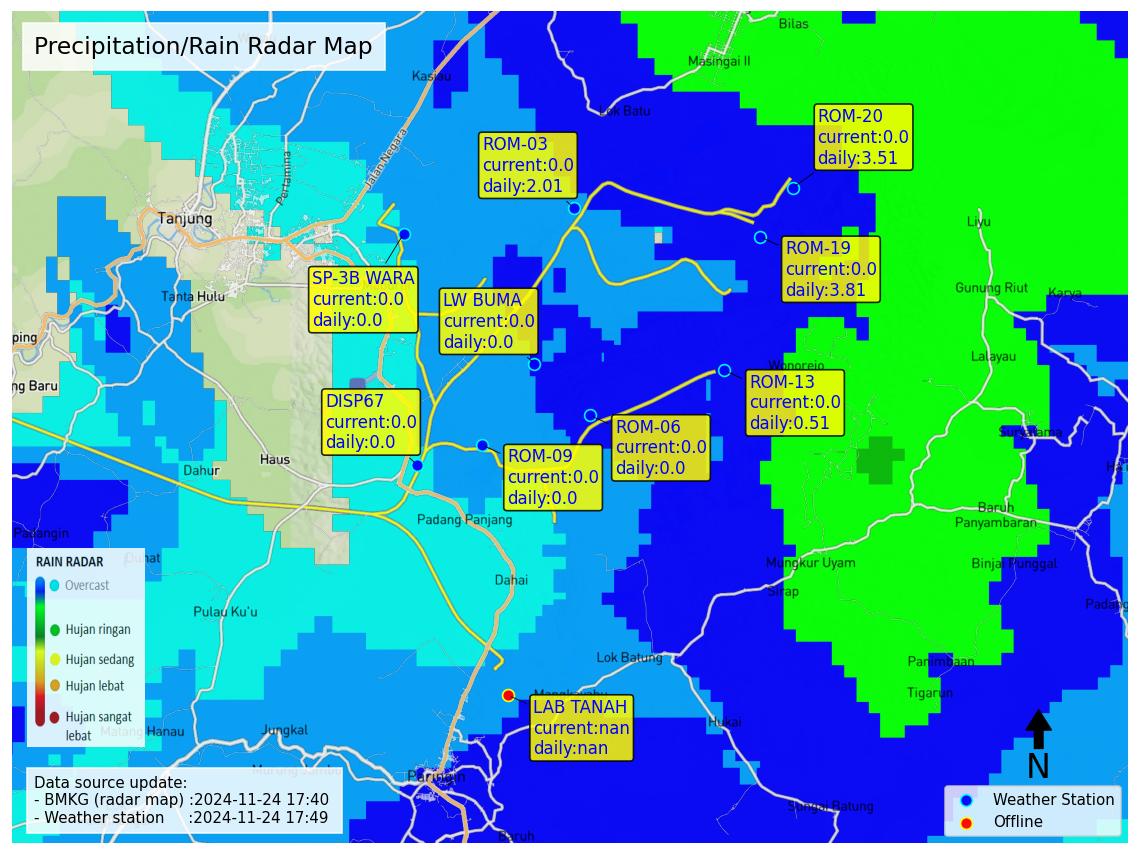 Precipitation/Rain Radar Map
Bilas
Masingai II
Kasiau
Lok Batu
ROM-20
current:0.0
daily:3.51
ROM-03
current:0.0
daily:2.01
Jalan Negara
Pertamina
Tanjung
Liyu
ROM-19
current:0.0
daily:3.81
SP-3B WARA
current:0.0
daily:0.0
LW BUMA
current:0.0
daily:0.0
Tanta Hulu
Gunung Riut
Karya
ping
Lalayau
Wonorejo
ng Baru
ROM-13
current:0.0
daily:0.51
DISP67
current:0.0
daily:0.0
ROM-06
current:0.0
daily:0.0
ROM-09
current:0.0
daily:0.0
Haus
Dahur
Padang Panjang
Baruh
Panyambaran
Padangin
Mungkur Uyam
Binjai Punggal
Sirap
Dahai
Padang
Pulau Ku'u
RAIN RADAR
Overcast
Hujan ringan
Hujan sedang
Hujan lebat
Hujan sangat
lebat
Lok Batung
Panimbaan
Tigarun
LAB TANAH
current:nan
daily:nan
Hukai
Jungkal
Paringin
Sungai Batung
Baruh
N
Data source update:
- BMKG (radar map) :2024-11-24 17:40
- Weather station :2024-11-24 17:49
Weather Station
Offline